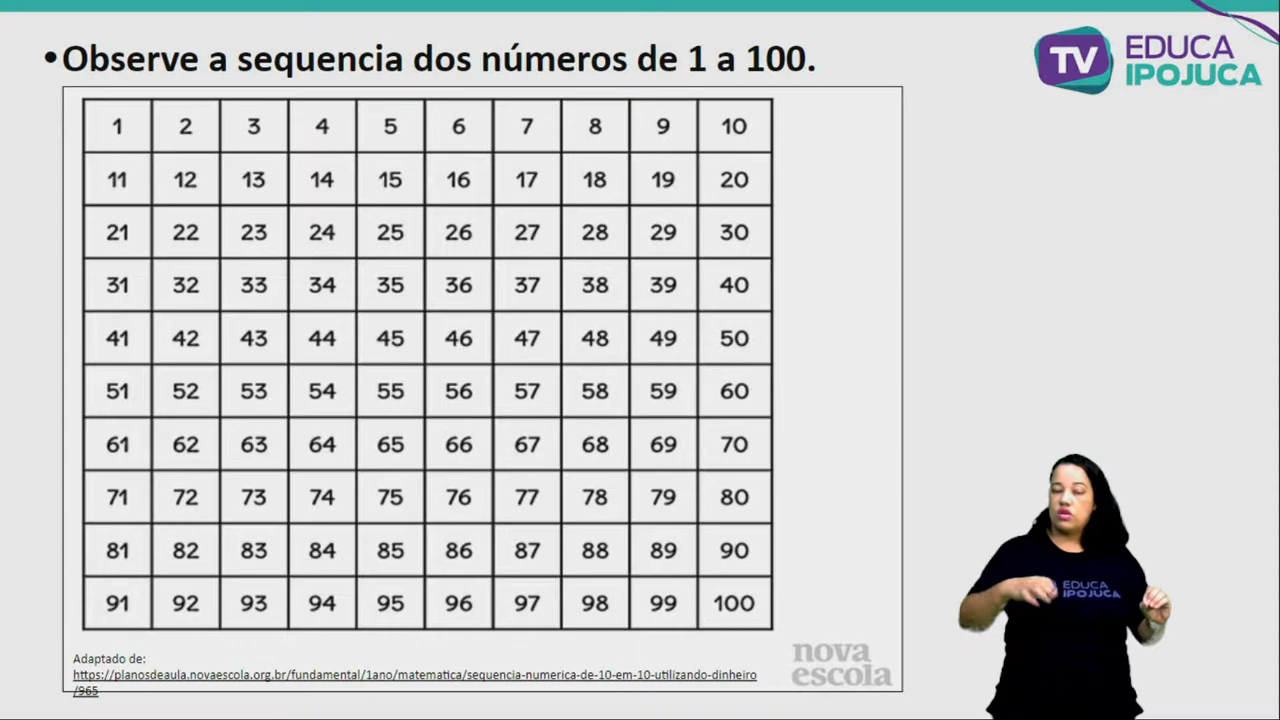 •Observe a sequencia dos números de 1 a 100.
TV EDUCA
IPOJUCA
1 2 3 4 5 6 7 8 9 10
11 12 13 14 15 16 17 18 19 20
21 22 23 24 25 26 27 28 29 30
31 32 33 34 35 36 37 38 39 40
41 42 43 44 45 46 47 48 49 50
51 52 53 54 55 56 57 58 59 60
61 62 63 64 65 66 67 68 69 70
71 72 73 74 75 76 77 78 79 80
81 82 83 84 85 86 87 88 89 90
91 92 93 94 95 96 97 98 99 100
Adaptado de:
https://planosdeaula.novaescola.org.br/fundamental/1ano/matematica/sequencia-numerica-de-10-em-10-utilizando-dinheiro
/965
nova
escola
EDUCA
IPOJUCA